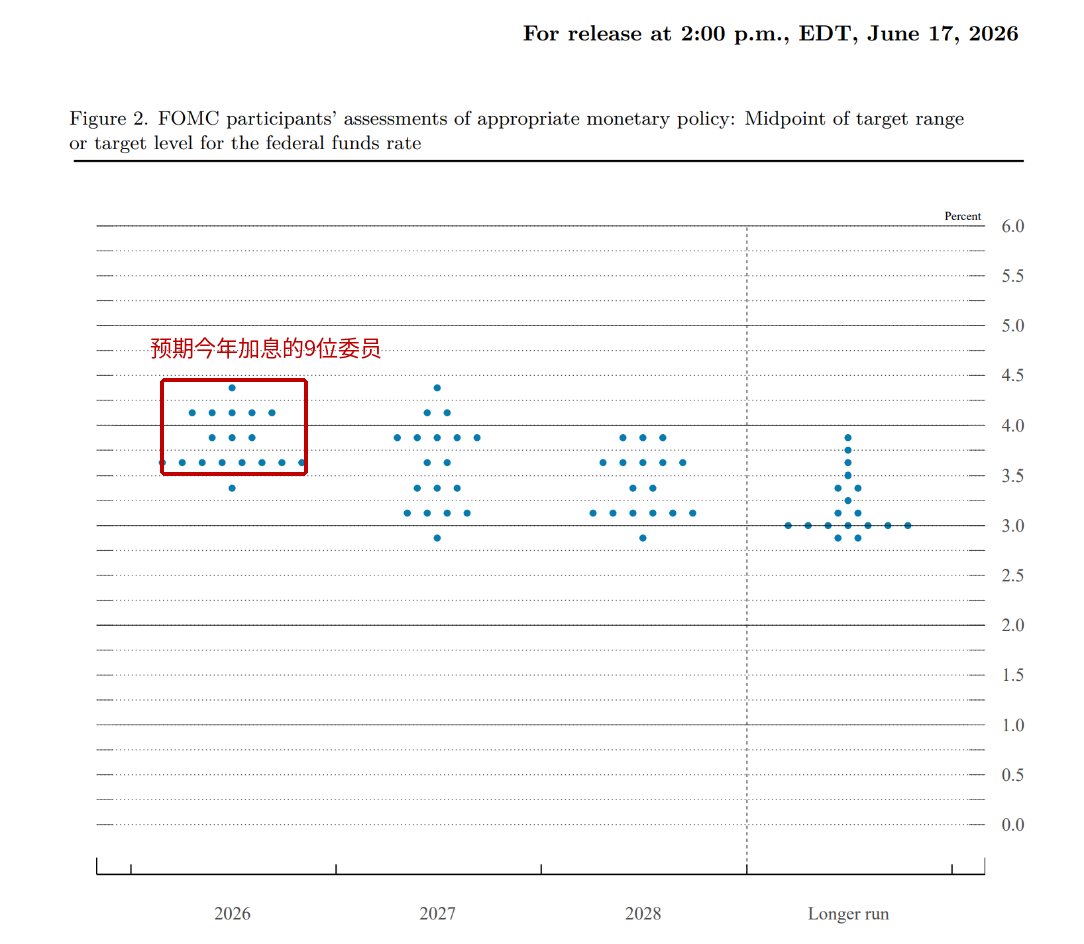 For release at 2:00 p.m., EDT, June 17, 2026
Figure 2. FOMC participants’ assessments of appropriate monetary policy: Midpoint of target range
or target level for the federal funds rate
Percent
6.0
5.5
5.0
预期今年加息的9位委员
4.5
4.0
3.5
3.0
2.5
2.0
1.5
1.0
0.5
0.0
2026
2027
2028
Longer run